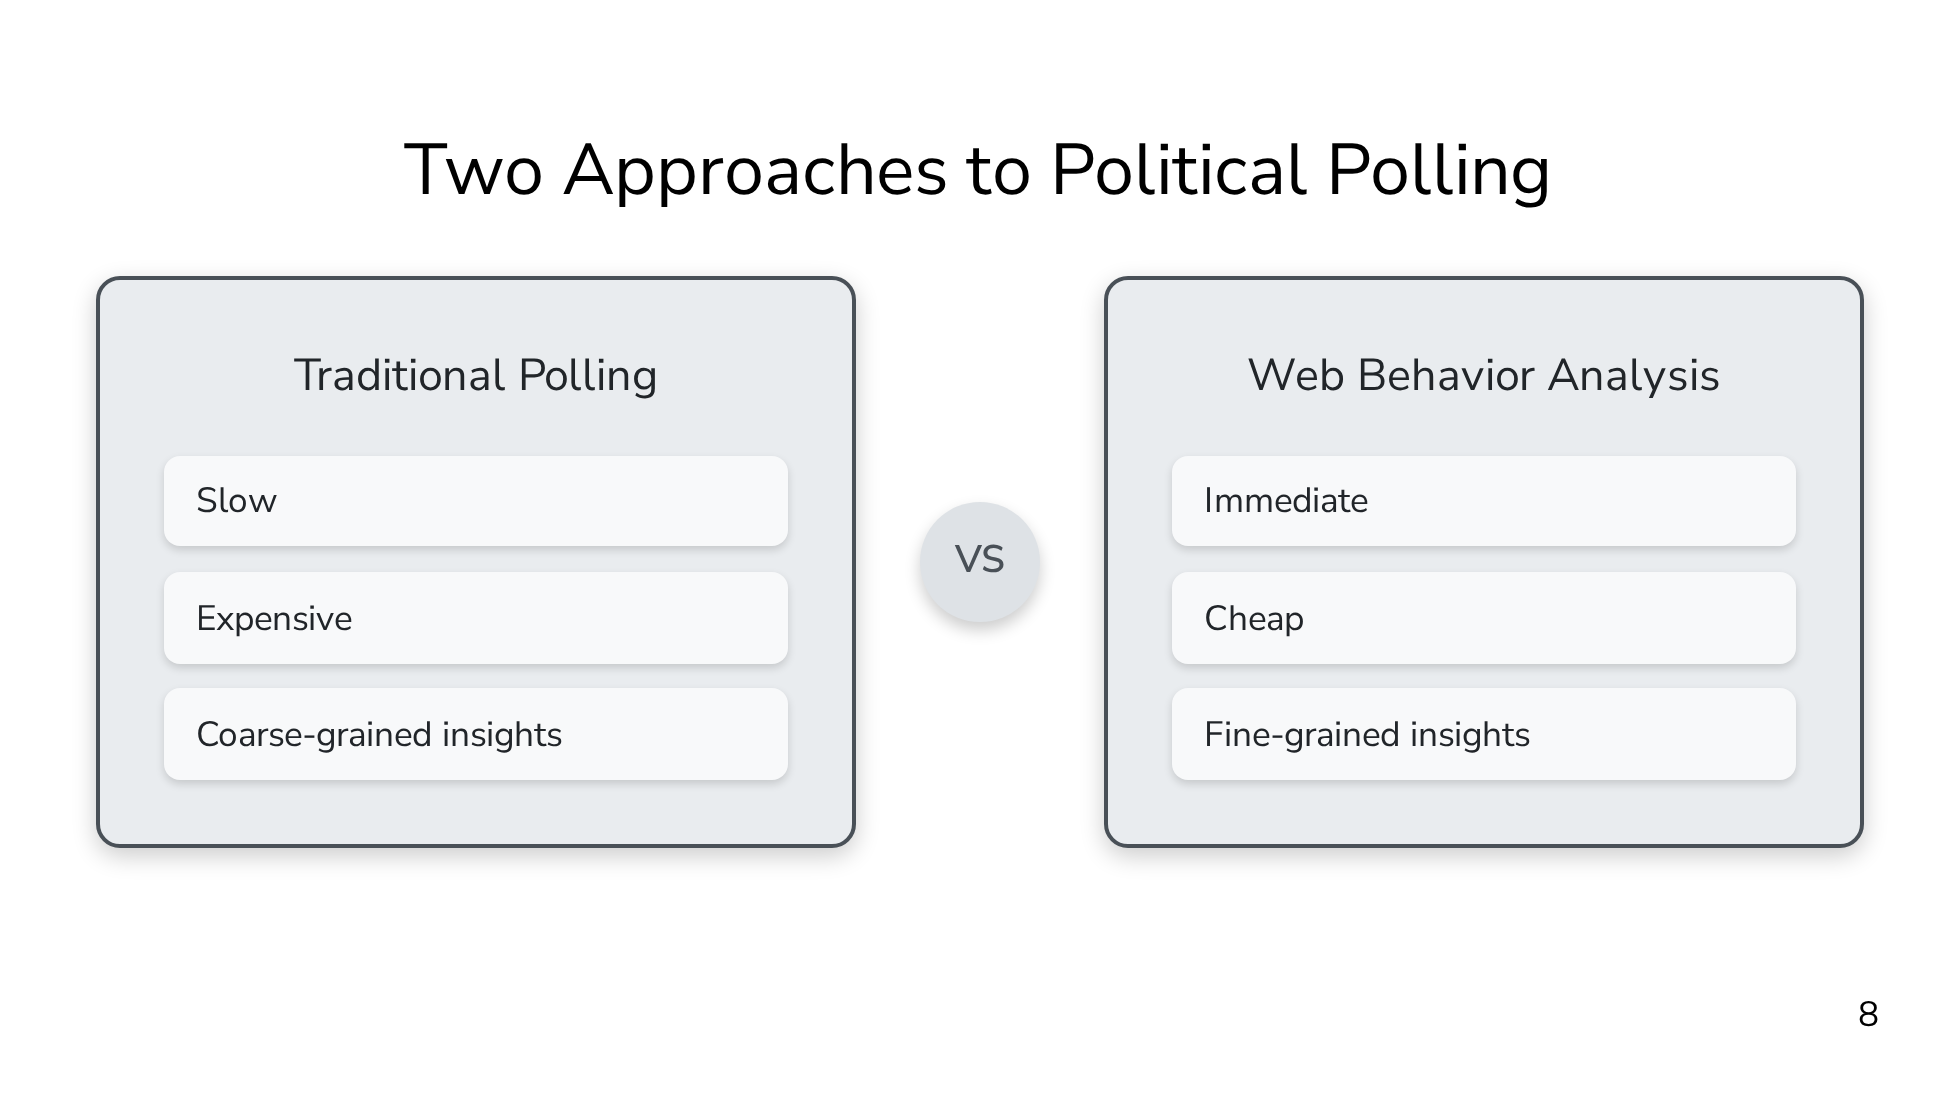 Two Approaches to Political Polling
Traditional Polling
Slow
Expensive
Coarse-grained insights
VS
Web Behavior Analysis
Immediate
Cheap
Fine-grained insights
8